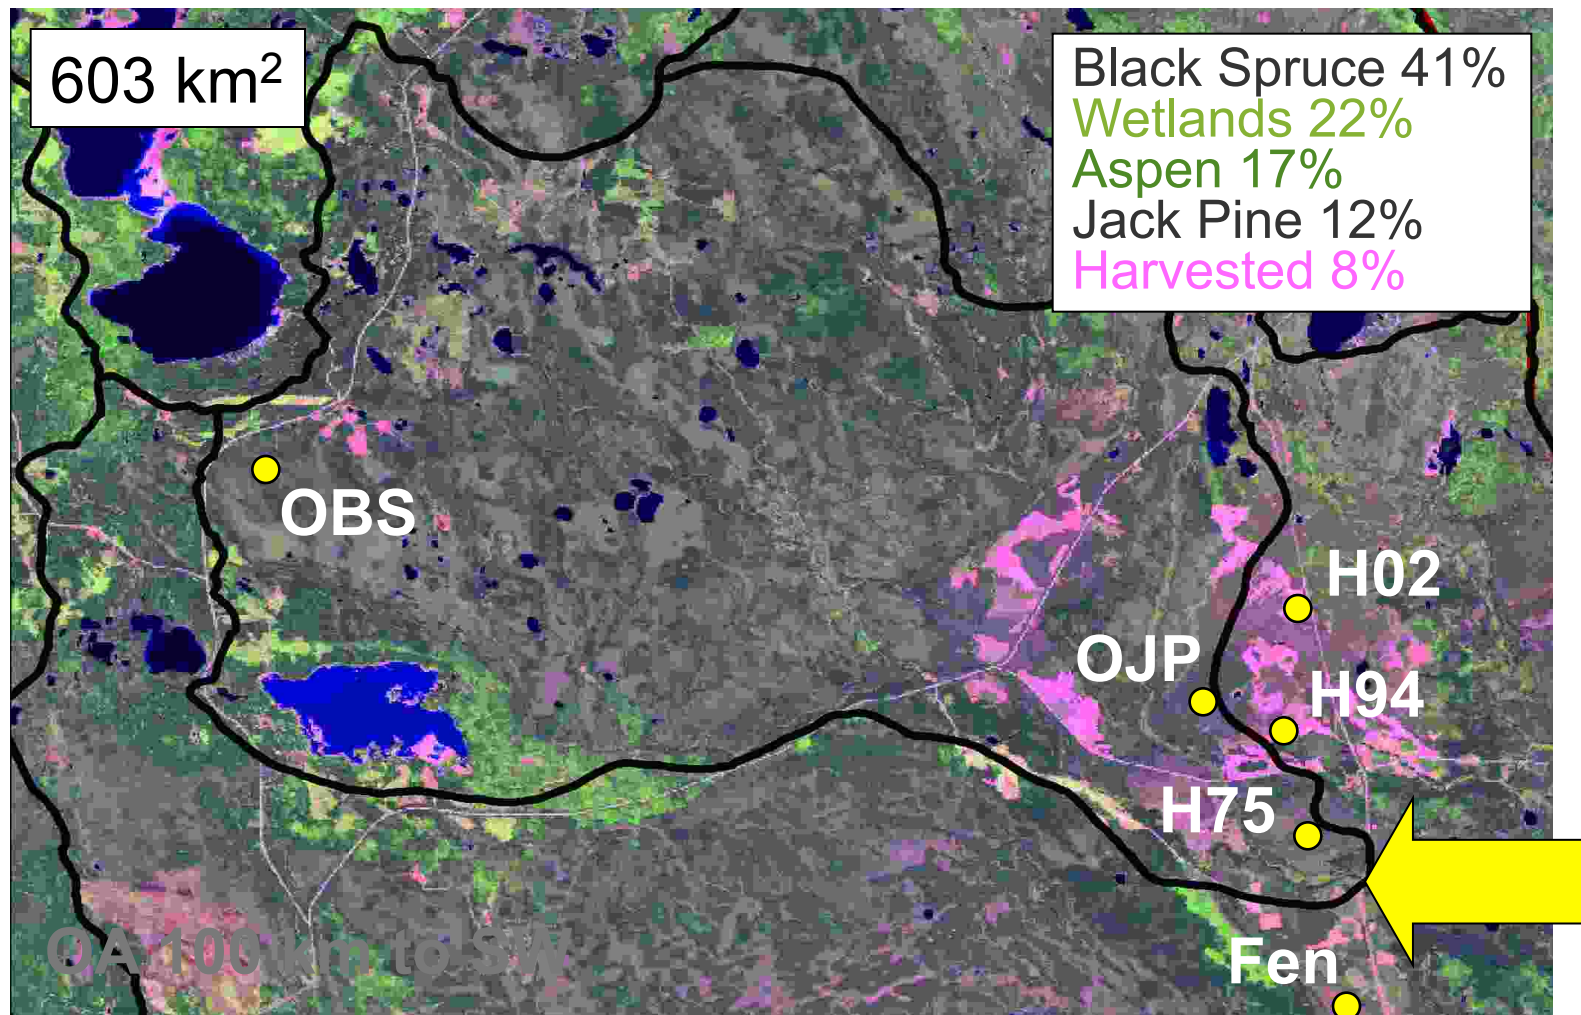 603 km²
Black Spruce 41%
Wetlands 22%
Aspen 17%
Jack Pine 12%
Harvested 8%
OBS
H02
OJP
H94
H75
OA 100 km to SW
Fen